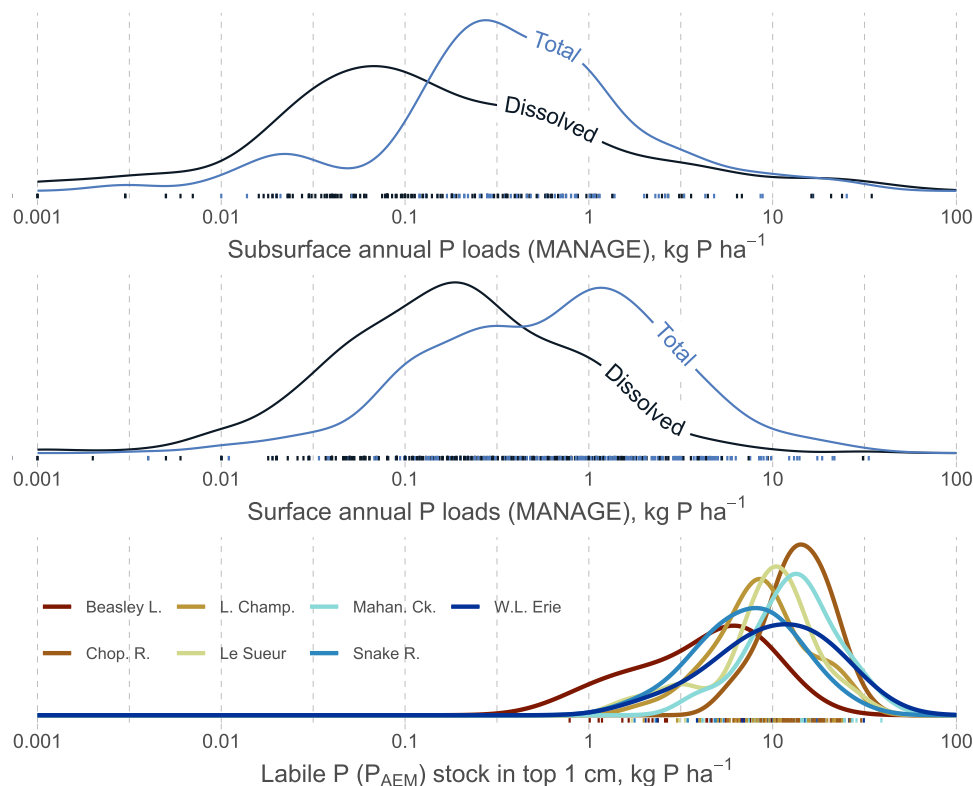 Total
Dissolved
0.001 0.01 0.1 1 10 100
Subsurface annual P loads (MANAGE), kg P ha⁻¹
Total
Dissolved
0.001 0.01 0.1 1 10 100
Surface annual P loads (MANAGE), kg P ha⁻¹
Beasley L. L. Champ. Mahan. Ck. W.L. Erie
Chop. R. Le Sueur Snake R.
0.001 0.01 0.1 1 10 100
Labile P (P_AEM) stock in top 1 cm, kg P ha⁻¹